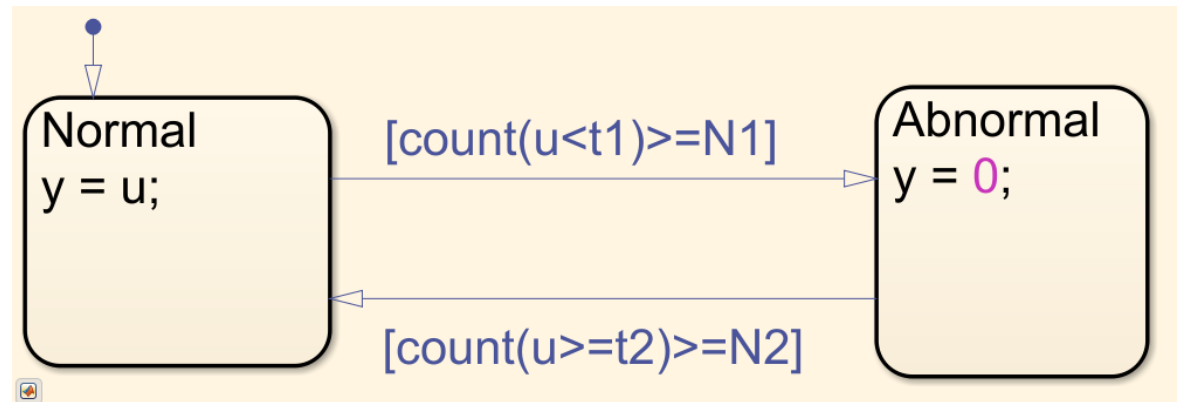 Normal
y = u;
[count(u<t1)>=N1]
Abnormal
y = 0;
[count(u>=t2)>=N2]